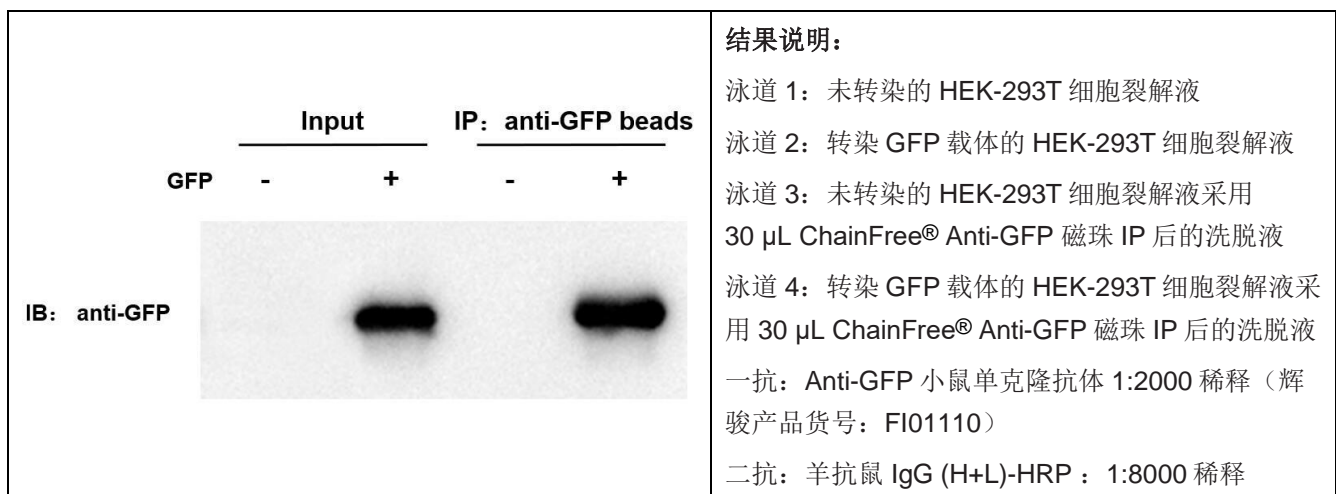 Input IP：anti-GFP beads
GFP - + - +
IB： anti-GFP
结果说明：
泳道 1：未转染的 HEK-293T 细胞裂解液
泳道 2：转染 GFP 载体的 HEK-293T 细胞裂解液
泳道 3：未转染的 HEK-293T 细胞裂解液采用
30 µL ChainFree® Anti-GFP 磁珠 IP 后的洗脱液
泳道 4：转染 GFP 载体的 HEK-293T 细胞裂解液采
用 30 µL ChainFree® Anti-GFP 磁珠 IP 后的洗脱液
一抗：Anti-GFP 小鼠单克隆抗体 1:2000 稀释（辉
骏产品货号：FI01110）
二抗：羊抗鼠 IgG (H+L)-HRP ：1:8000 稀释